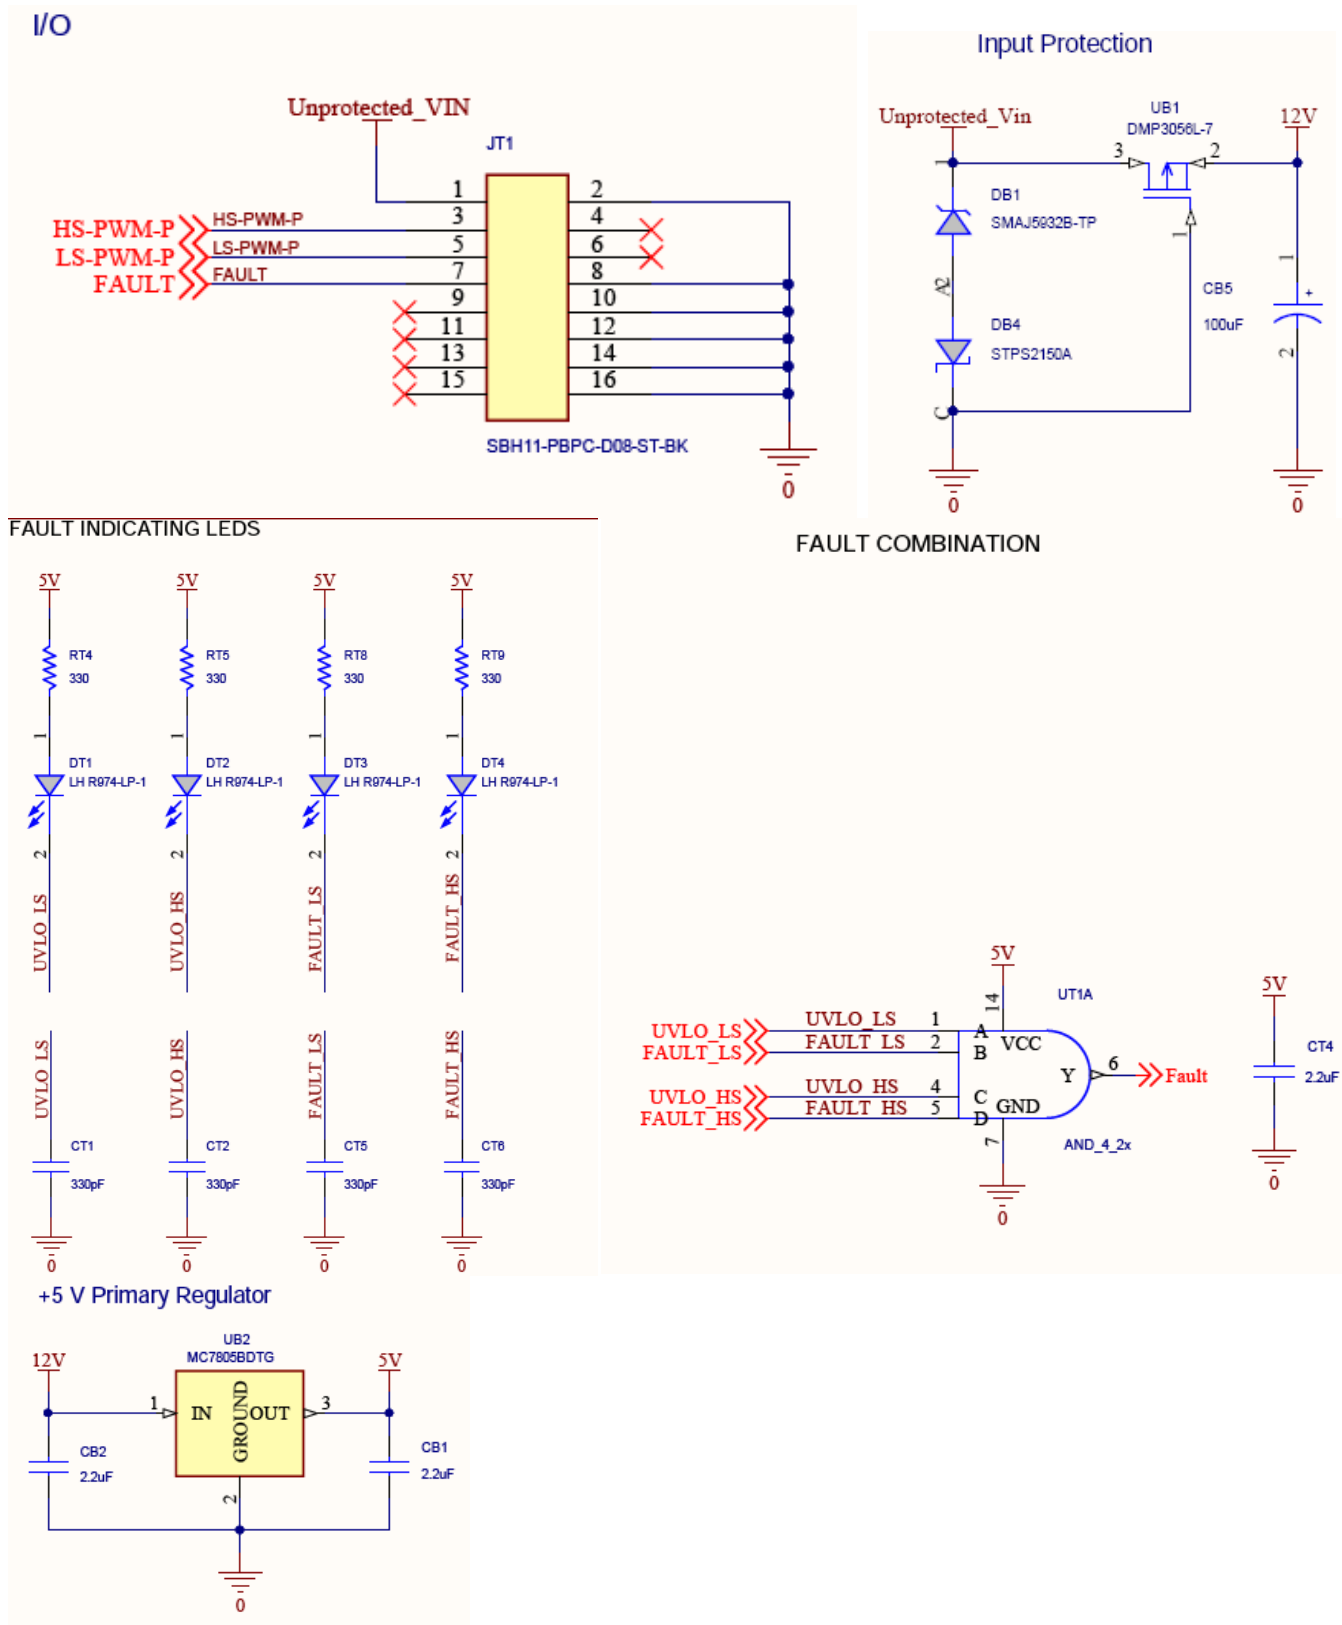 I/O
Unprotected_VIN
JT1
1
2
3
4
5
6
7
8
9
10
11
12
13
14
15
16
HS-PWM-P
HS-PWM-P
LS-PWM-P
LS-PWM-P
FAULT
FAULT
SBH11-PBPC-D08-ST-BK
0
Input Protection
Unprotected_Vin
UB1
DMP3056L-7
12V
3
2
1
1
DB1
SMAJ5932B-TP
A2
DB4
STPS2150A
C
CB5
100uF
1
+
2
0
0
FAULT INDICATING LEDS
5V
5V
5V
5V
RT4
330
RT5
330
RT8
330
RT9
330
1
1
1
1
DT1
LH R974-LP-1
DT2
LH R974-LP-1
DT3
LH R974-LP-1
DT4
LH R974-LP-1
2
2
2
2
UVLO_LS
UVLO_HS
FAULT_LS
FAULT_HS
UVLO_LS
UVLO_HS
FAULT_LS
FAULT_HS
CT1
330pF
CT2
330pF
CT5
330pF
CT6
330pF
0
0
0
0
FAULT COMBINATION
5V
14
UT1A
UVLO_LS
UVLO_LS
1
A
VCC
FAULT_LS
FAULT_LS
2
B
Y
6
Fault
UVLO_HS
UVLO_HS
4
C
FAULT_HS
FAULT_HS
5
D
GND
7
AND_4_2x
0
5V
CT4
2.2uF
0
+5 V Primary Regulator
UB2
MC7805BDTG
12V
5V
1
IN
GROUND
OUT
3
CB2
2.2uF
CB1
2.2uF
2
0